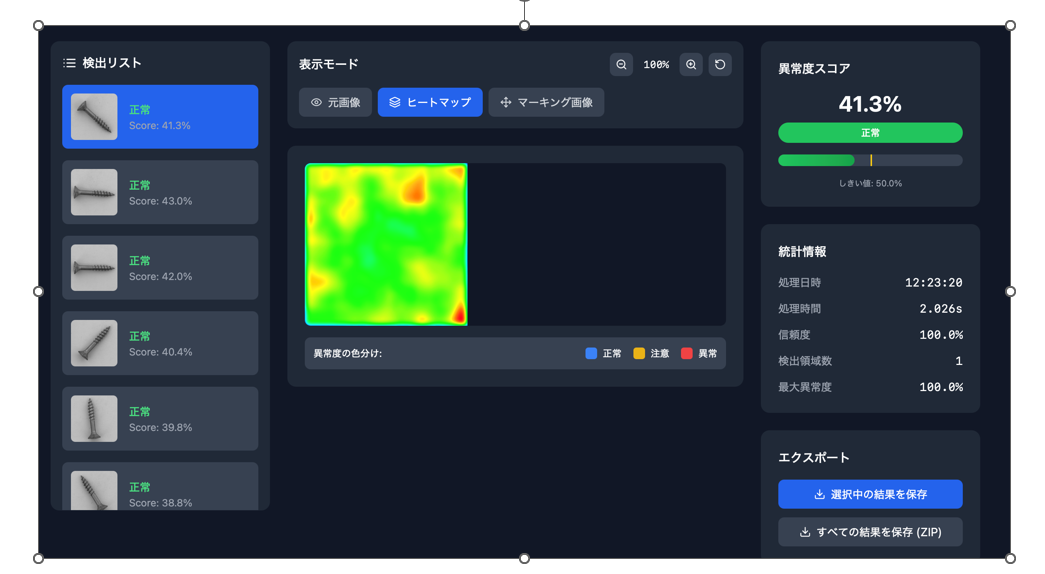 検出リスト
正常
Score: 41.3%
正常
Score: 43.0%
正常
Score: 42.0%
正常
Score: 40.4%
正常
Score: 39.8%
正常
Score: 38.8%
表示モード
100%
元画像
ヒートマップ
マーキング画像
異常度の色分け:
正常
注意
異常
異常度スコア
41.3%
正常
しきい値: 50.0%
統計情報
処理日時 12:23:20
処理時間 2.026s
信頼度 100.0%
検出領域数 1
最大異常度 100.0%
エクスポート
選択中の結果を保存
すべての結果を保存 (ZIP)